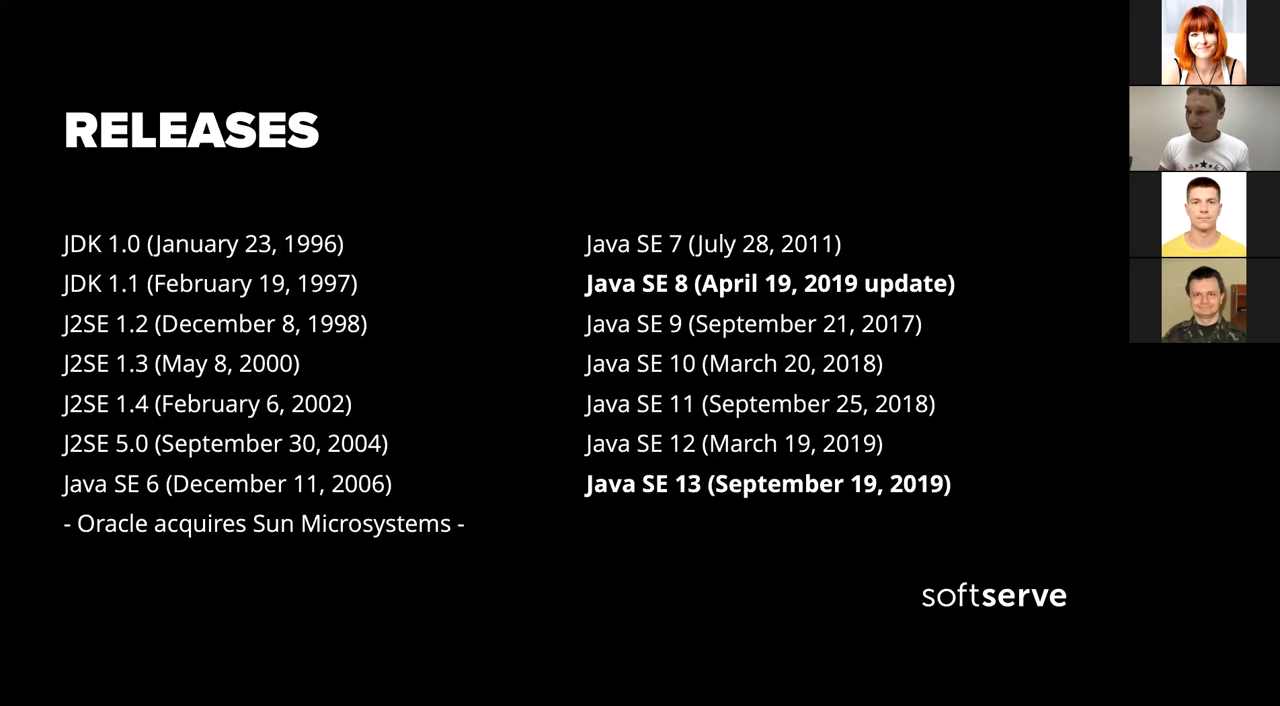 RELEASES
JDK 1.0 (January 23, 1996)
JDK 1.1 (February 19, 1997)
J2SE 1.2 (December 8, 1998)
J2SE 1.3 (May 8, 2000)
J2SE 1.4 (February 6, 2002)
J2SE 5.0 (September 30, 2004)
Java SE 6 (December 11, 2006)
- Oracle acquires Sun Microsystems -
Java SE 7 (July 28, 2011)
Java SE 8 (April 19, 2019 update)
Java SE 9 (September 21, 2017)
Java SE 10 (March 20, 2018)
Java SE 11 (September 25, 2018)
Java SE 12 (March 19, 2019)
Java SE 13 (September 19, 2019)
softserve